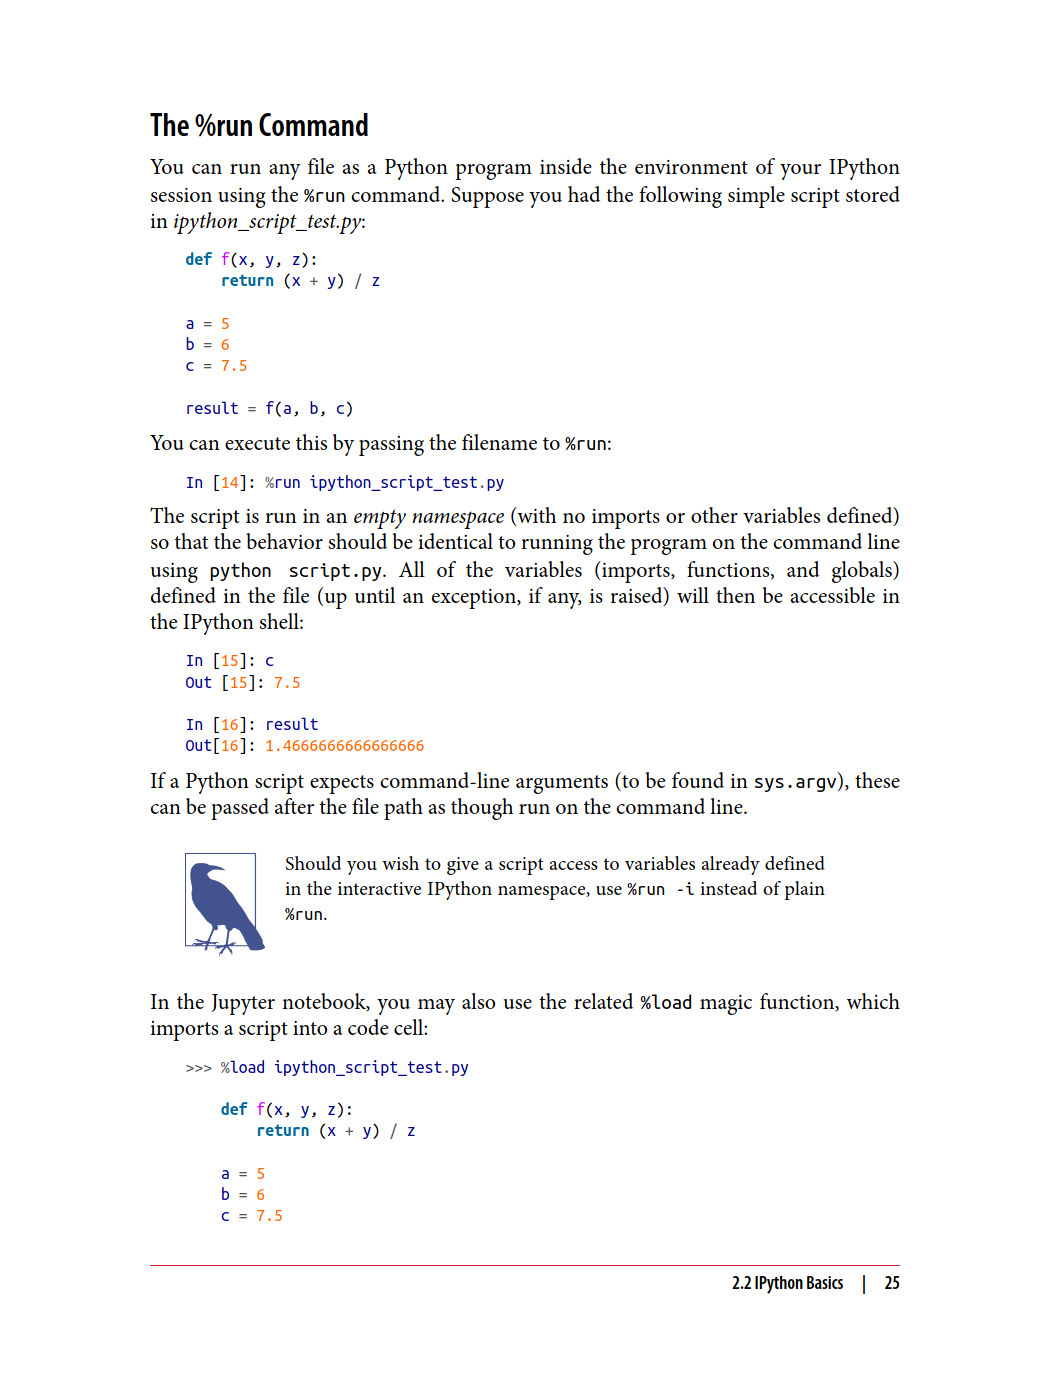 The %run Command
You can run any file as a Python program inside the environment of your IPython
session using the %run command. Suppose you had the following simple script stored
in ipython_script_test.py:
def f(x, y, z):
    return (x + y) / z
a = 5
b = 6
c = 7.5
result = f(a, b, c)
You can execute this by passing the filename to %run:
In [14]: %run ipython_script_test.py
The script is run in an empty namespace (with no imports or other variables defined)
so that the behavior should be identical to running the program on the command line
using python script.py. All of the variables (imports, functions, and globals)
defined in the file (up until an exception, if any, is raised) will then be accessible in
the IPython shell:
In [15]: c
Out [15]: 7.5
In [16]: result
Out[16]: 1.4666666666666666
If a Python script expects command-line arguments (to be found in sys.argv), these
can be passed after the file path as though run on the command line.
Should you wish to give a script access to variables already defined
in the interactive IPython namespace, use %run -i instead of plain
%run.
In the Jupyter notebook, you may also use the related %load magic function, which
imports a script into a code cell:
>>> %load ipython_script_test.py
    def f(x, y, z):
        return (x + y) / z
    a = 5
    b = 6
    c = 7.5
2.2 IPython Basics | 25